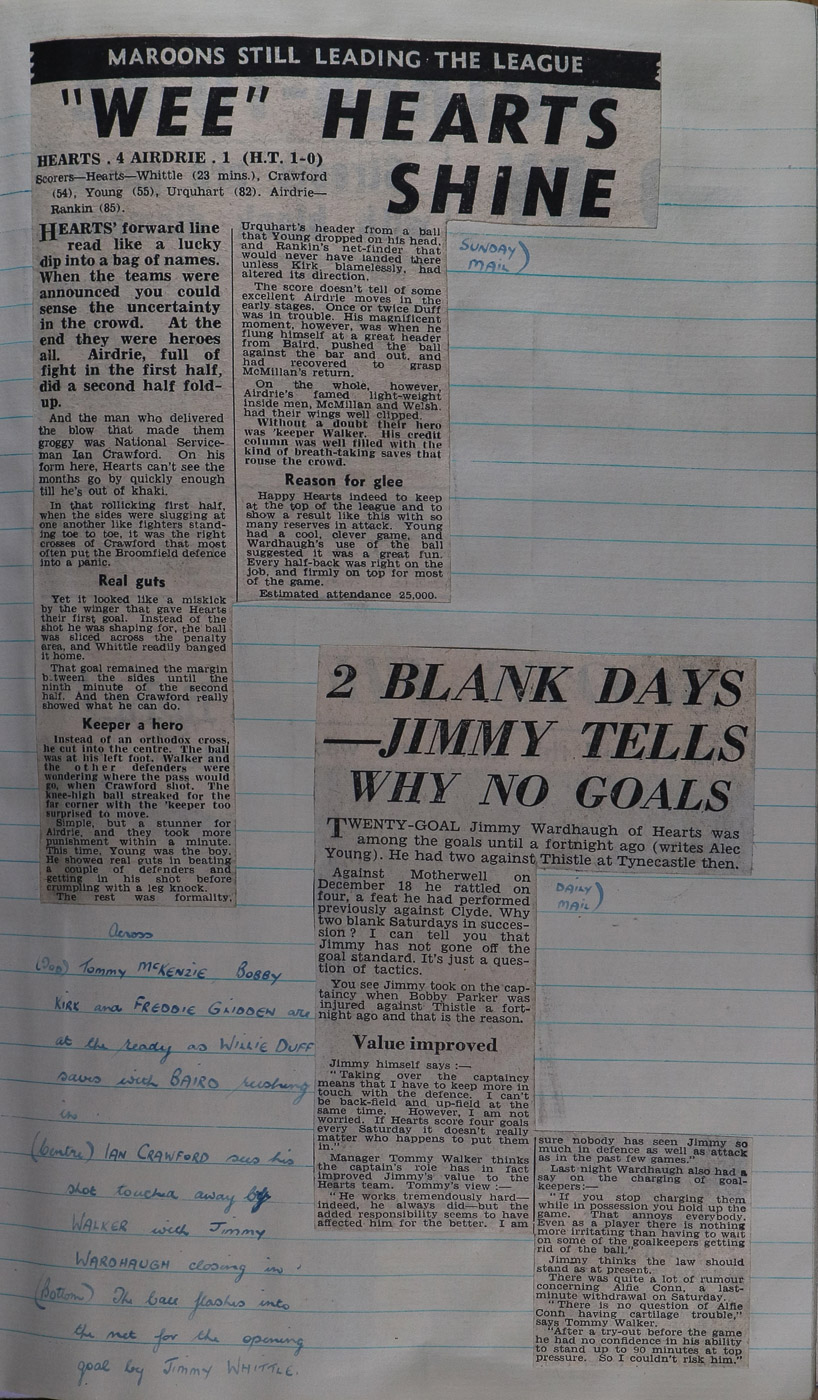 MAROONS STILL LEADING THE LEAGUE
"WEE" HEARTS
SHINE
HEARTS . 4 AIRDRIE . 1 (H.T. 1-0)
Scorers—Hearts—Whittle (23 mins.), Crawford
(54), Young (55), Urquhart (82). Airdrie—
Rankin (85).
HEARTS' forward line
read like a lucky
dip into a bag of names.
When the teams were
announced you could
sense the uncertainty
in the crowd. At the
end they were heroes
all. Airdrie, full of
fight in the first half,
did a second half fold-
up.
And the man who delivered
the blow that made them
groggy was National Service-
man Ian Crawford. On his
form here, Hearts can't see the
months go by quickly enough
till he's out of khaki.
In that rollicking first half,
when the sides were slugging at
one another like fighters stand-
ing toe to toe, it was the right
crosses of Crawford that most
often put the Broomfield defence
into a panic.
Real guts
Yet it looked like a miskick
by the winger that gave Hearts
their first goal. Instead of the
shot he was shaping for, the ball
was sliced across the penalty
area, and Whittle readily banged
it home.
That goal remained the margin
b.tween the sides until the
ninth minute of the second
half. And then Crawford really
showed what he can do.
Keeper a hero
Instead of an orthodox cross,
he cut into the centre. The ball
was at his left foot. Walker and
the other defenders were
wondering where the pass would
go, when Crawford shot. The
knee-high ball streaked for the
far corner with the 'keeper too
surprised to move.
Simple, but a stunner for
Airdrie, and they took more
punishment within a minute.
This time, Young was the boy.
He showed real guts in beating
a couple of defenders and
getting in his shot before
crumpling with a leg knock.
The rest was formality.
Urquhart's header from a ball
that Young dropped on his head,
and Rankin's net-finder that
would never have landed there
unless Kirk, blamelessly, had
altered its direction.
The score doesn't tell of some
excellent Airdrie moves in the
early stages. Once or twice Duff
was in trouble. His magnificent
moment, however, was when he
flung himself at a great header
from Baird, pushed the ball
against the bar and out, and
had recovered to grasp
McMillan's return.
On the whole, however,
Airdrie's famed light-weight
inside men, McMillan and Welsh,
had their wings well clipped.
Without a doubt their hero
was 'keeper Walker. His credit
column was well filled with the
kind of breath-taking saves that
rouse the crowd.
Reason for glee
Happy Hearts indeed to keep
at the top of the league and to
show a result like this with so
many reserves in attack. Young
had a cool, clever game, and
Wardhaugh's use of the ball
suggested it was a great fun.
Every half-back was right on the
job, and firmly on top for most
of the game.
Estimated attendance 25,000.
SUNDAY
MAIL)
2 BLANK DAYS
—JIMMY TELLS
WHY NO GOALS
TWENTY-GOAL Jimmy Wardhaugh of Hearts was
among the goals until a fortnight ago (writes Alec
Young). He had two against Thistle at Tynecastle then.
Against Motherwell on
December 18 he rattled on
four, a feat he had performed
previously against Clyde. Why
two blank Saturdays in succes-
sion? I can tell you that
Jimmy has not gone off the
goal standard. It's just a ques-
tion of tactics.
You see Jimmy took on the cap-
taincy when Bobby Parker was
injured against Thistle a fort-
night ago and that is the reason.
Value improved
Jimmy himself says :—
"Taking over the captaincy
means that I have to keep more in
touch with the defence. I can't
be back-field and up-field at the
same time. However, I am not
worried. If Hearts score four goals
every Saturday it doesn't really
matter who happens to put them
in."
Manager Tommy Walker thinks
the captain's role has in fact
improved Jimmy's value to the
Hearts team. Tommy's view :—
"He works tremendously hard—
indeed, he always did—but the
added responsibility seems to have
affected him for the better. I am
DAILY
MAIL)
sure nobody has seen Jimmy so
much in defence as well as attack
as in the past few games."
Last night Wardhaugh also had a
say on the charging of goal-
keepers:—
"If you stop charging them
while in possession you hold up the
game. That annoys everybody.
Even as a player there is nothing
more irritating than having to wait
on some of the goalkeepers getting
rid of the ball."
Jimmy thinks the law should
stand as at present.
There was quite a lot of rumour
concerning Alfie Conn, a last-
minute withdrawal on Saturday.
"There is no question of Alfie
Conn having cartilage trouble,"
says Tommy Walker.
"After a try-out before the game
he had no confidence in his ability
to stand up to 90 minutes at top
pressure. So I couldn't risk him."
Across
(Top) Tommy McKENZIE BOBBY
KIRK and FREDDIE GLIDDEN are
at the ready as WILLIE DUFF
saves with BAIRD rushing
in
(Centre) IAN CRAWFORD sees his
shot touched away by
WALKER with Jimmy
WARDHAUGH closing in.
(Bottom) The ball flashes into
the net for the opening
goal by JIMMY WHITTLE.